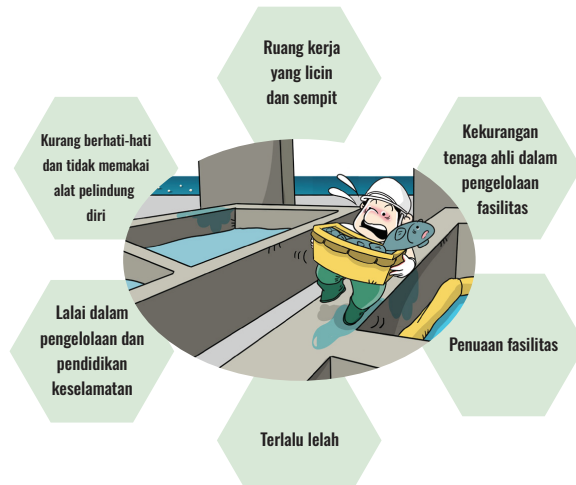 Ruang kerja
yang licin
dan sempit
Kurang berhati-hati
dan tidak memakai
alat pelindung
diri
Kekurangan
tenaga ahli dalam
pengelolaan
fasilitas
Lalai dalam
pengelolaan dan
pendidikan
keselamatan
Penuaan fasilitas
Terlalu lelah